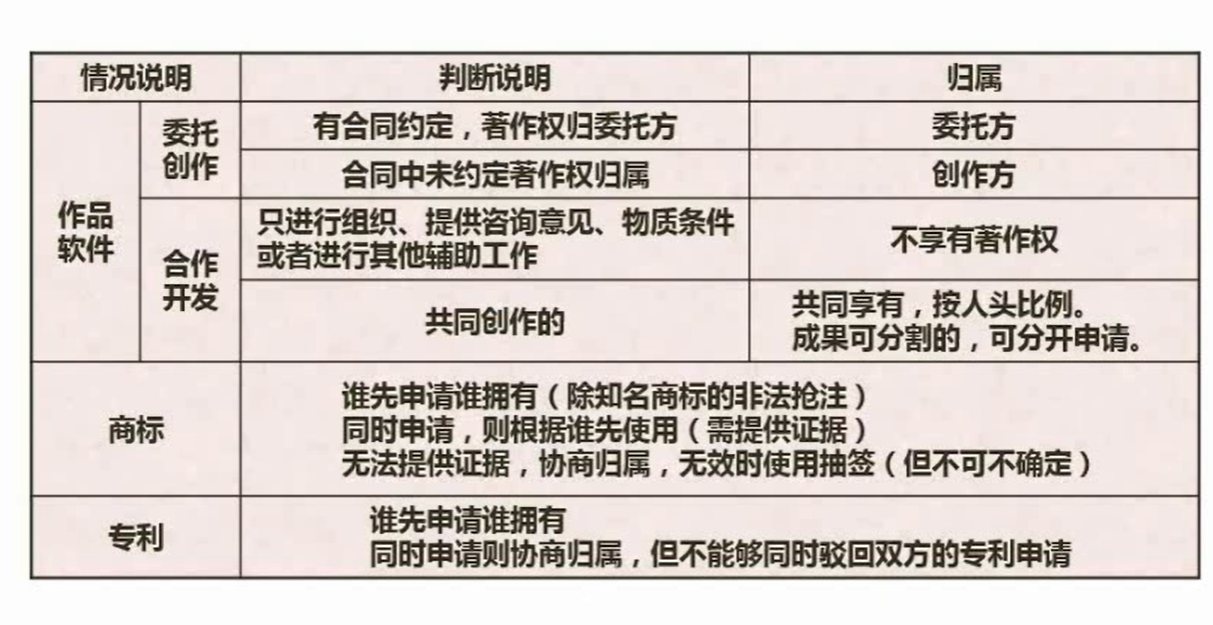 情况说明
判断说明
归属
作品
软件
委托
创作
有合同约定，著作权归委托方
委托方
合同中未约定著作权归属
创作方
合作
开发
只进行组织、提供咨询意见、物质条件
或者进行其他辅助工作
不享有著作权
共同创作的
共同享有，按人头比例。
成果可分割的，可分开申请。
商标
谁先申请谁拥有（除知名商标的非法抢注）
同时申请，则根据谁先使用（需提供证据）
无法提供证据，协商归属，无效时使用抽签（但不可不确定）
专利
谁先申请谁拥有
同时申请则协商归属，但不能够同时驳回双方的专利申请